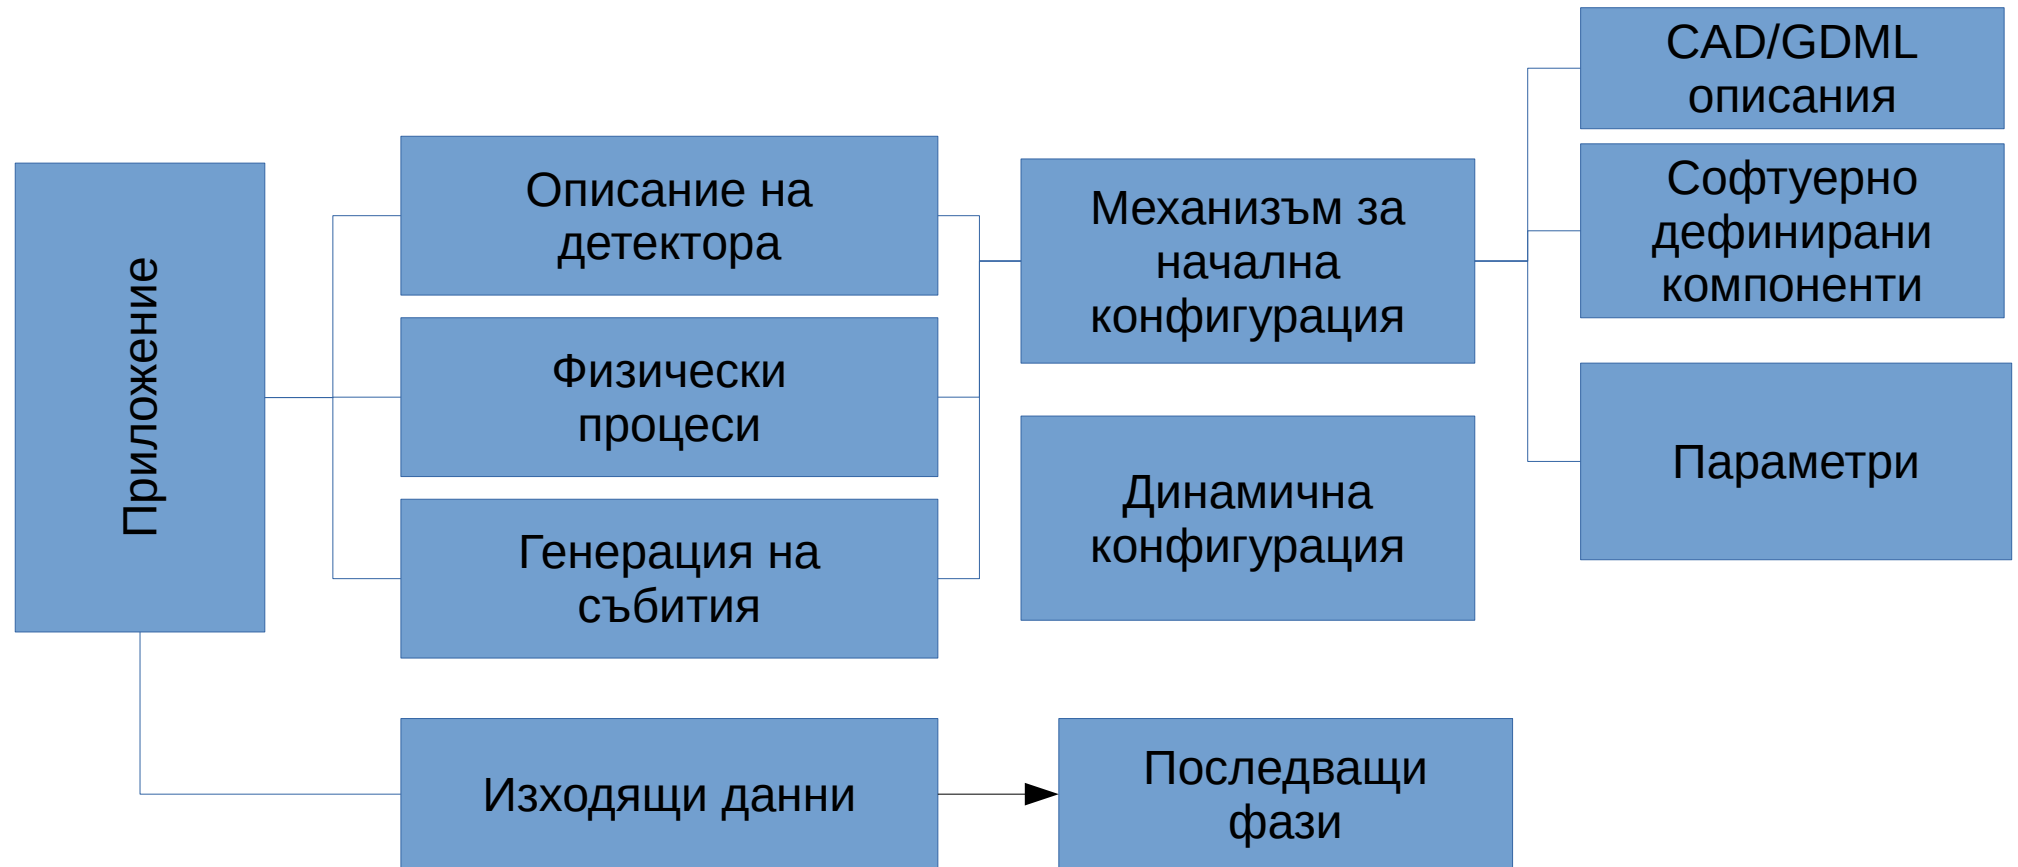 Приложение
Описание на
детектора
Физически
процеси
Генерация на
събития
Изходящи данни
Механизъм за
начална
конфигурация
Динамична
конфигурация
Последващи
фази
CAD/GDML
описания
Софтуерно
дефинирани
компоненти
Параметри